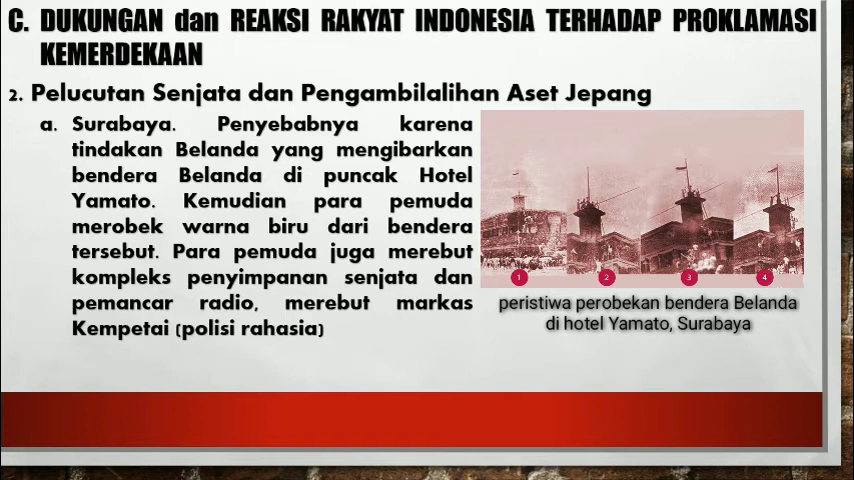 C. DUKUNGAN dan REAKSI RAKYAT INDONESIA TERHADAP PROKLAMASI
KEMERDEKAAN
2. Pelucutan Senjata dan Pengambilalihan Aset Jepang
a. Surabaya. Penyebabnya karena
tindakan Belanda yang mengibarkan
bendera Belanda di puncak Hotel
Yamato. Kemudian para pemuda
merobek warna biru dari bendera
tersebut. Para pemuda juga merebut
kompleks penyimpanan senjata dan
pemancar radio, merebut markas
Kempetai (polisi rahasia)
1 2 3 4
peristiwa perobekan bendera Belanda
di hotel Yamato, Surabaya